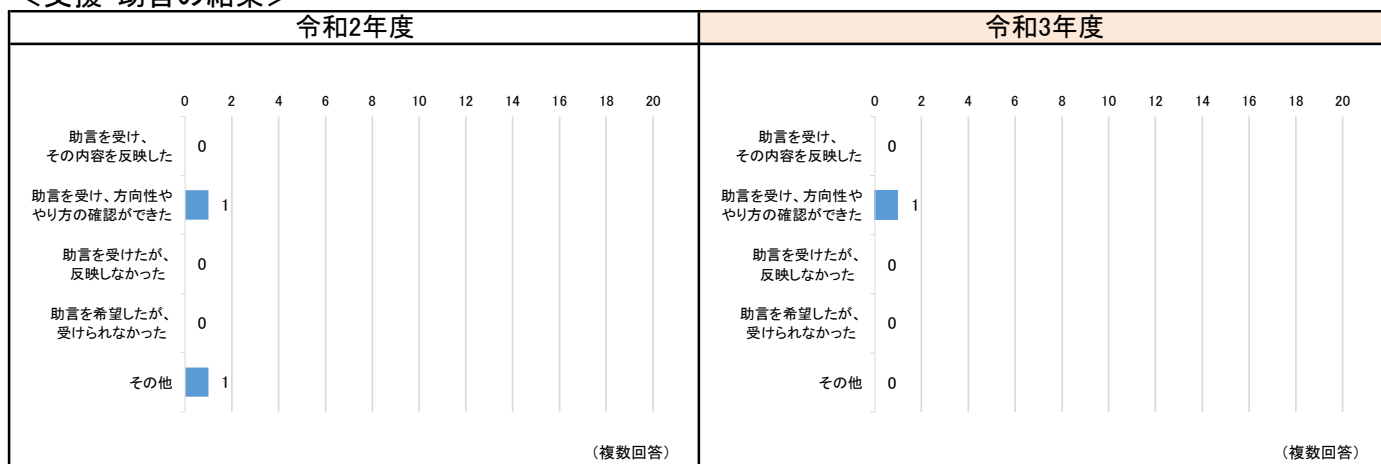 ＜支援・助言の結果＞
令和2年度
0 2 4 6 8 10 12 14 16 18 20
助言を受け、
その内容を反映した
0
助言を受け、方向性や
やり方の確認ができた
1
助言を受けたが、
反映しなかった
0
助言を希望したが、
受けられなかった
0
その他
1
（複数回答）
令和3年度
0 2 4 6 8 10 12 14 16 18 20
助言を受け、
その内容を反映した
0
助言を受け、方向性や
やり方の確認ができた
1
助言を受けたが、
反映しなかった
0
助言を希望したが、
受けられなかった
0
その他
0
（複数回答）